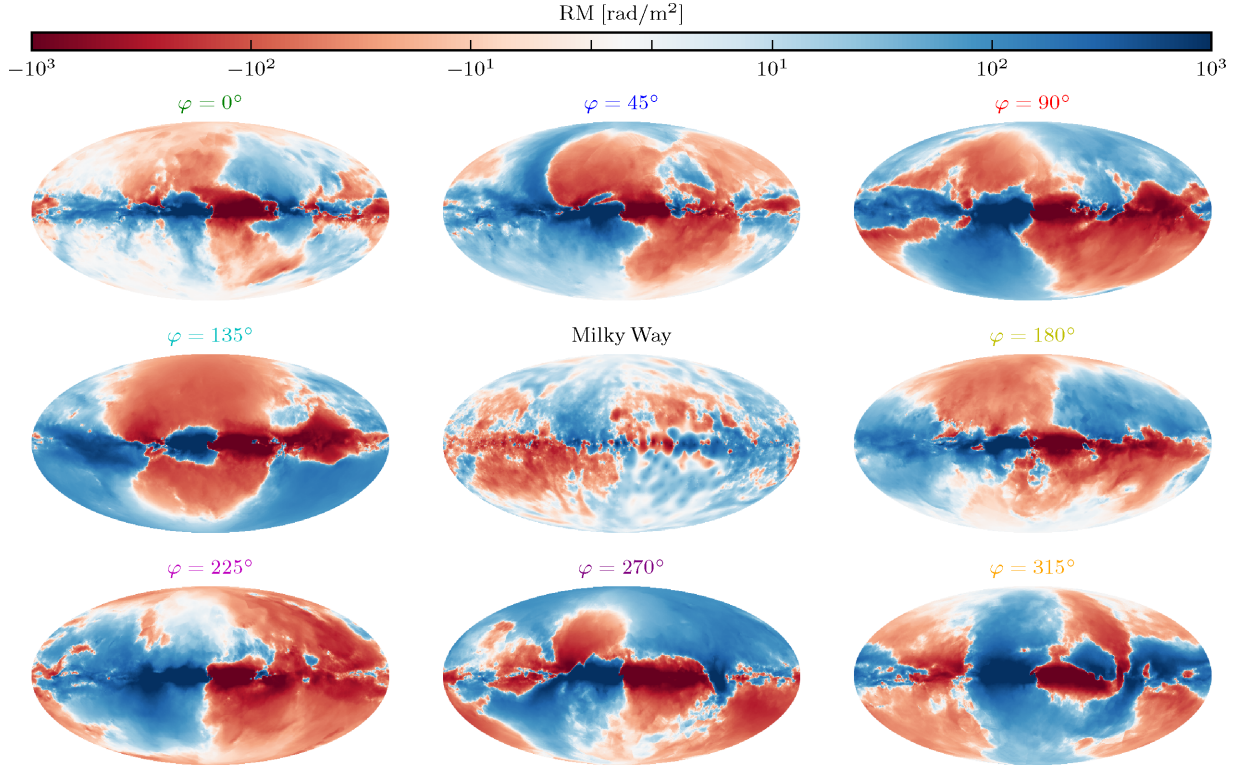 RM [rad/m²]
−10³ −10² −10¹ 10¹ 10² 10³
φ = 0° φ = 45° φ = 90°
φ = 135° Milky Way φ = 180°
φ = 225° φ = 270° φ = 315°